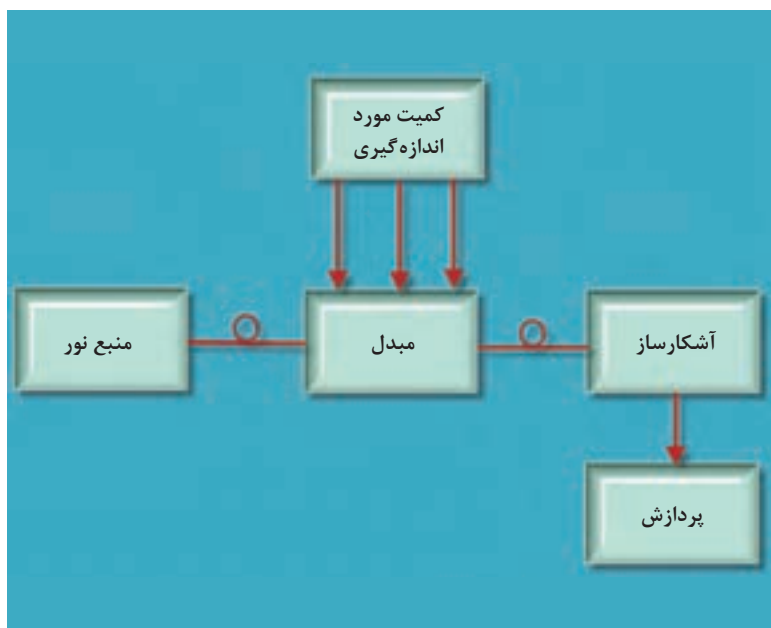 کمیت مورد
اندازه‌گیری
منبع نور
مبدل
آشکارساز
پردازش